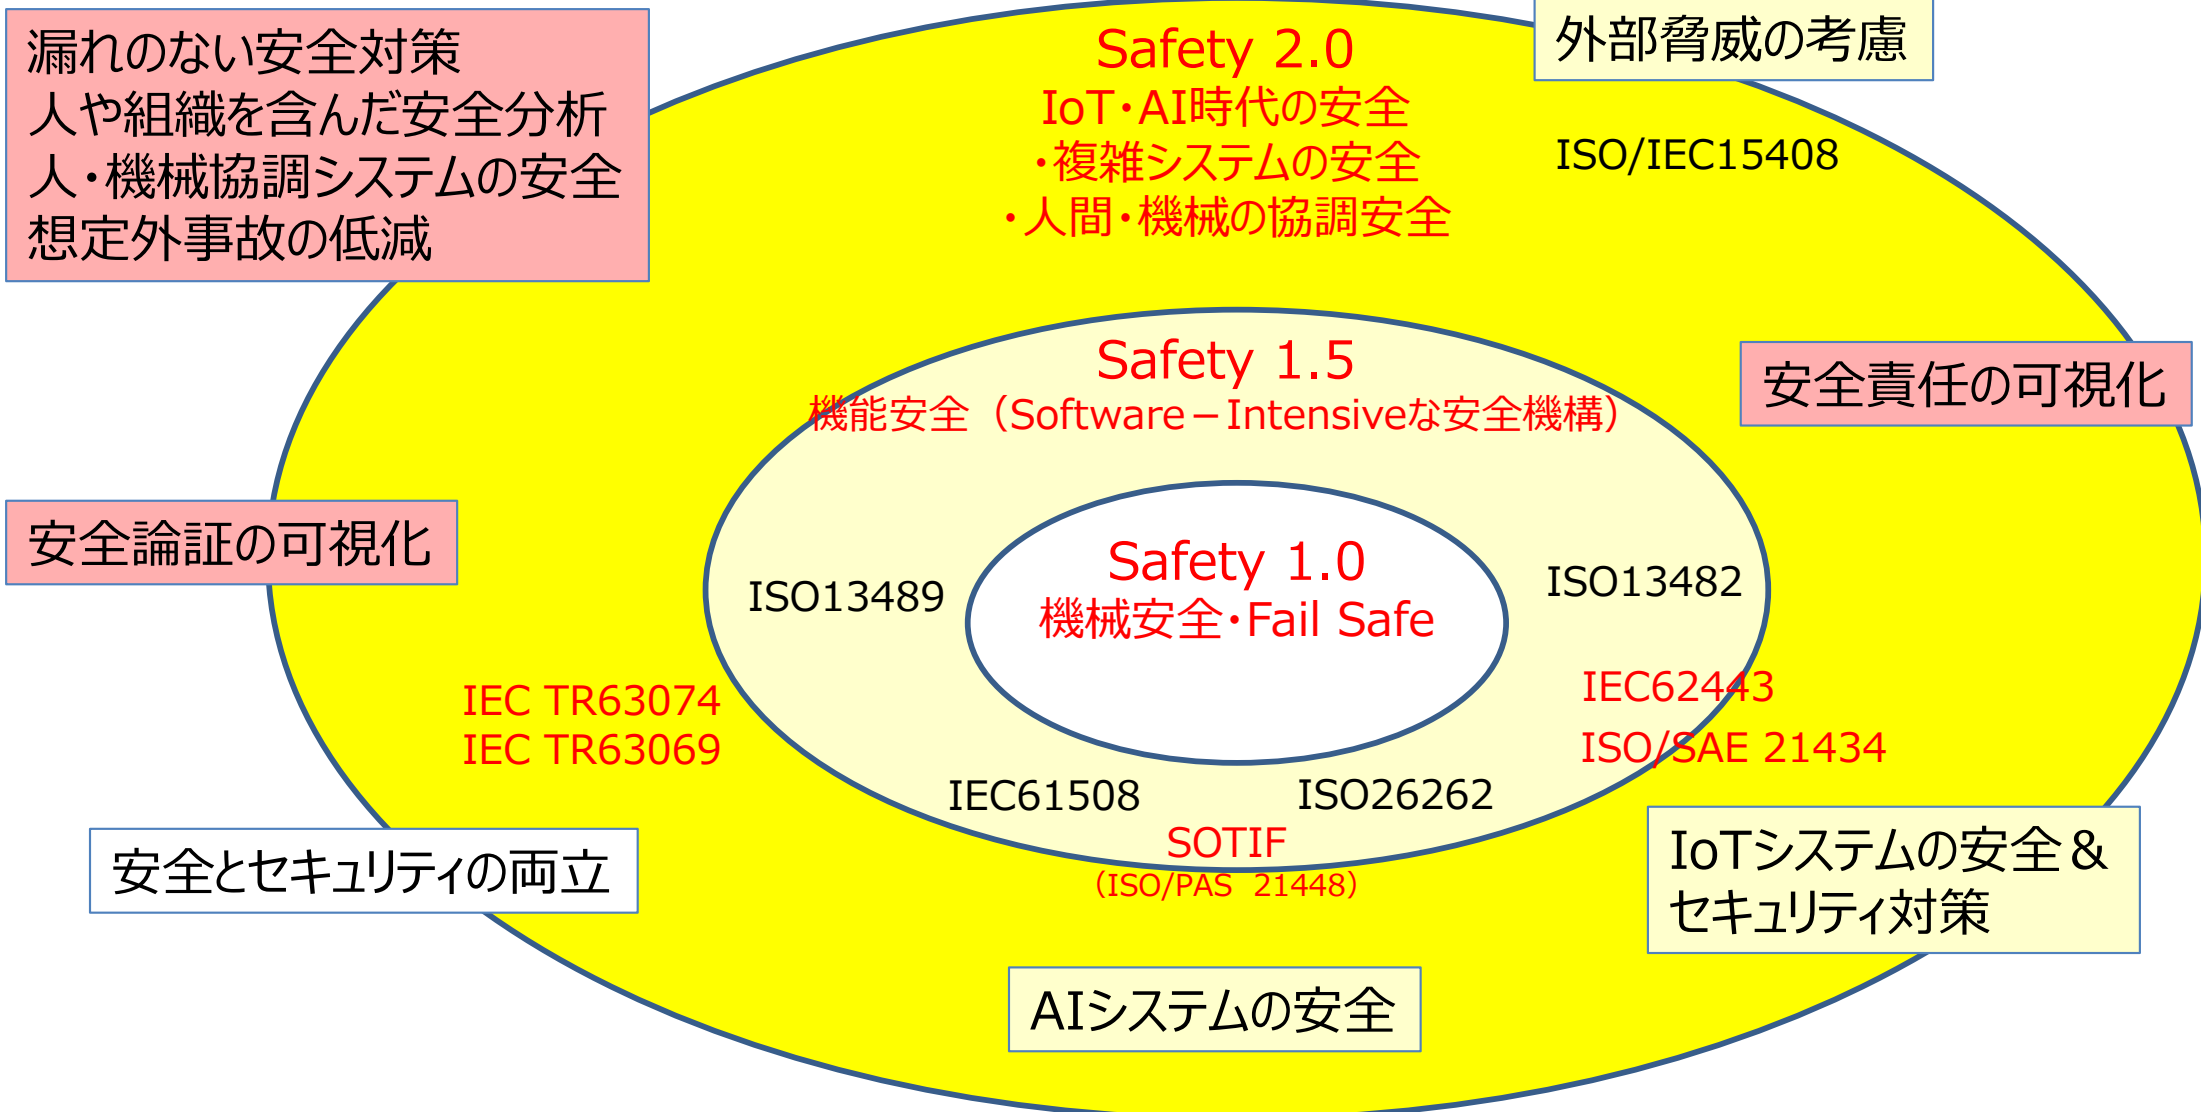 漏れのない安全対策
人や組織を含んだ安全分析
人・機械協調システムの安全
想定外事故の低減
Safety 2.0
IoT・AI時代の安全
・複雑システムの安全
・人間・機械の協調安全
外部脅威の考慮
ISO/IEC15408
Safety 1.5
機能安全（Software－Intensiveな安全機構）
安全責任の可視化
安全論証の可視化
Safety 1.0
機械安全・Fail Safe
ISO13489
ISO13482
IEC TR63074
IEC TR63069
IEC62443
ISO/SAE 21434
IEC61508
ISO26262
SOTIF
（ISO/PAS 21448）
安全とセキュリティの両立
IoTシステムの安全＆
セキュリティ対策
AIシステムの安全